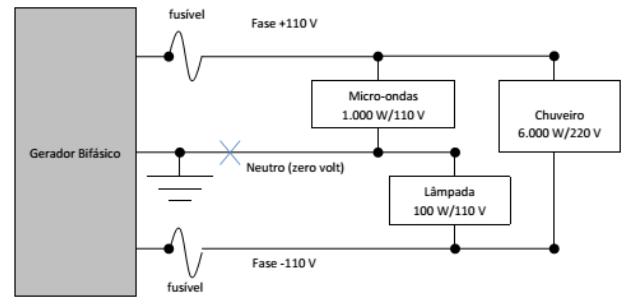 fusível
Fase +110 V
Micro-ondas
1.000 W/110 V
Chuveiro
6.000 W/220 V
Gerador Bifásico
Neutro (zero volt)
Lâmpada
100 W/110 V
Fase -110 V
fusível